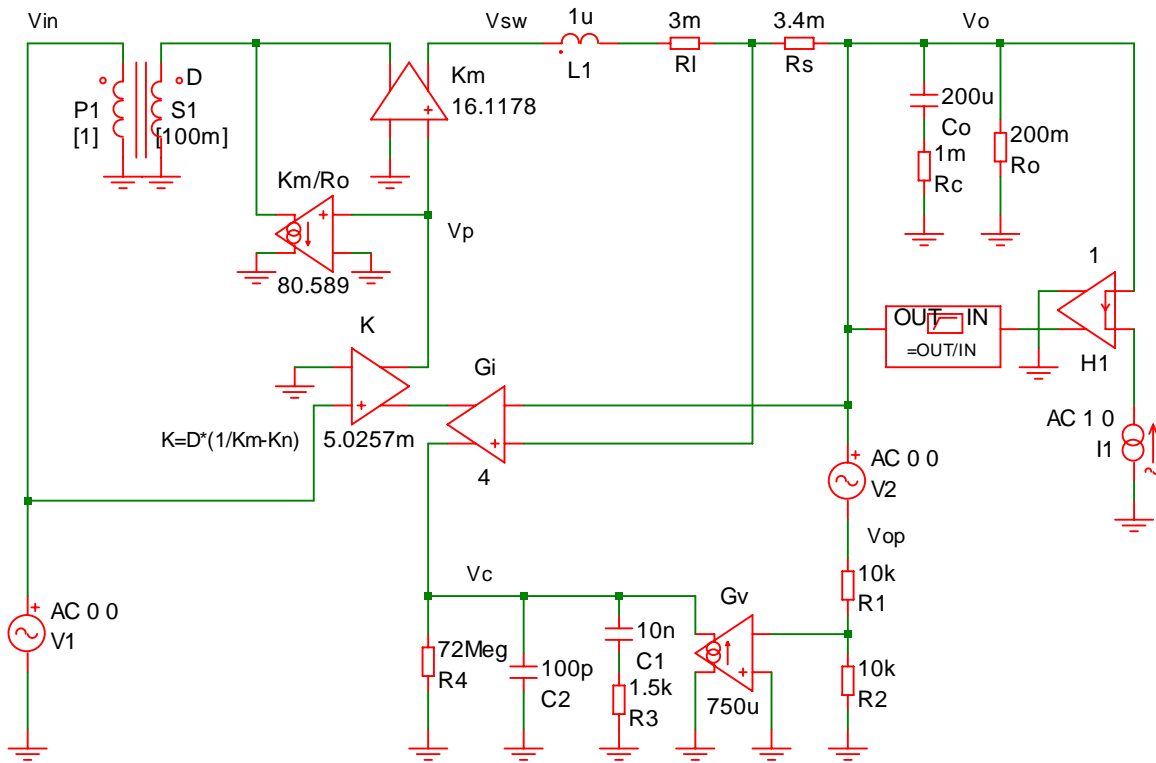 Vin
Vsw
1u
L1
3m
Rl
3.4m
Rs
Vo
P1
[1]
D
S1
[100m]
Km
16.1178
200u
Co
1m
Rc
200m
Ro
Km/Ro
80.589
Vp
1
H1
OUT IN
=OUT/IN
K
5.0257m
K=D*(1/Km-Kn)
Gi
4
AC 1 0
I1
AC 0 0
V2
Vop
Vc
10k
R1
Gv
750u
10k
R2
AC 0 0
V1
72Meg
R4
100p
C2
10n
C1
1.5k
R3